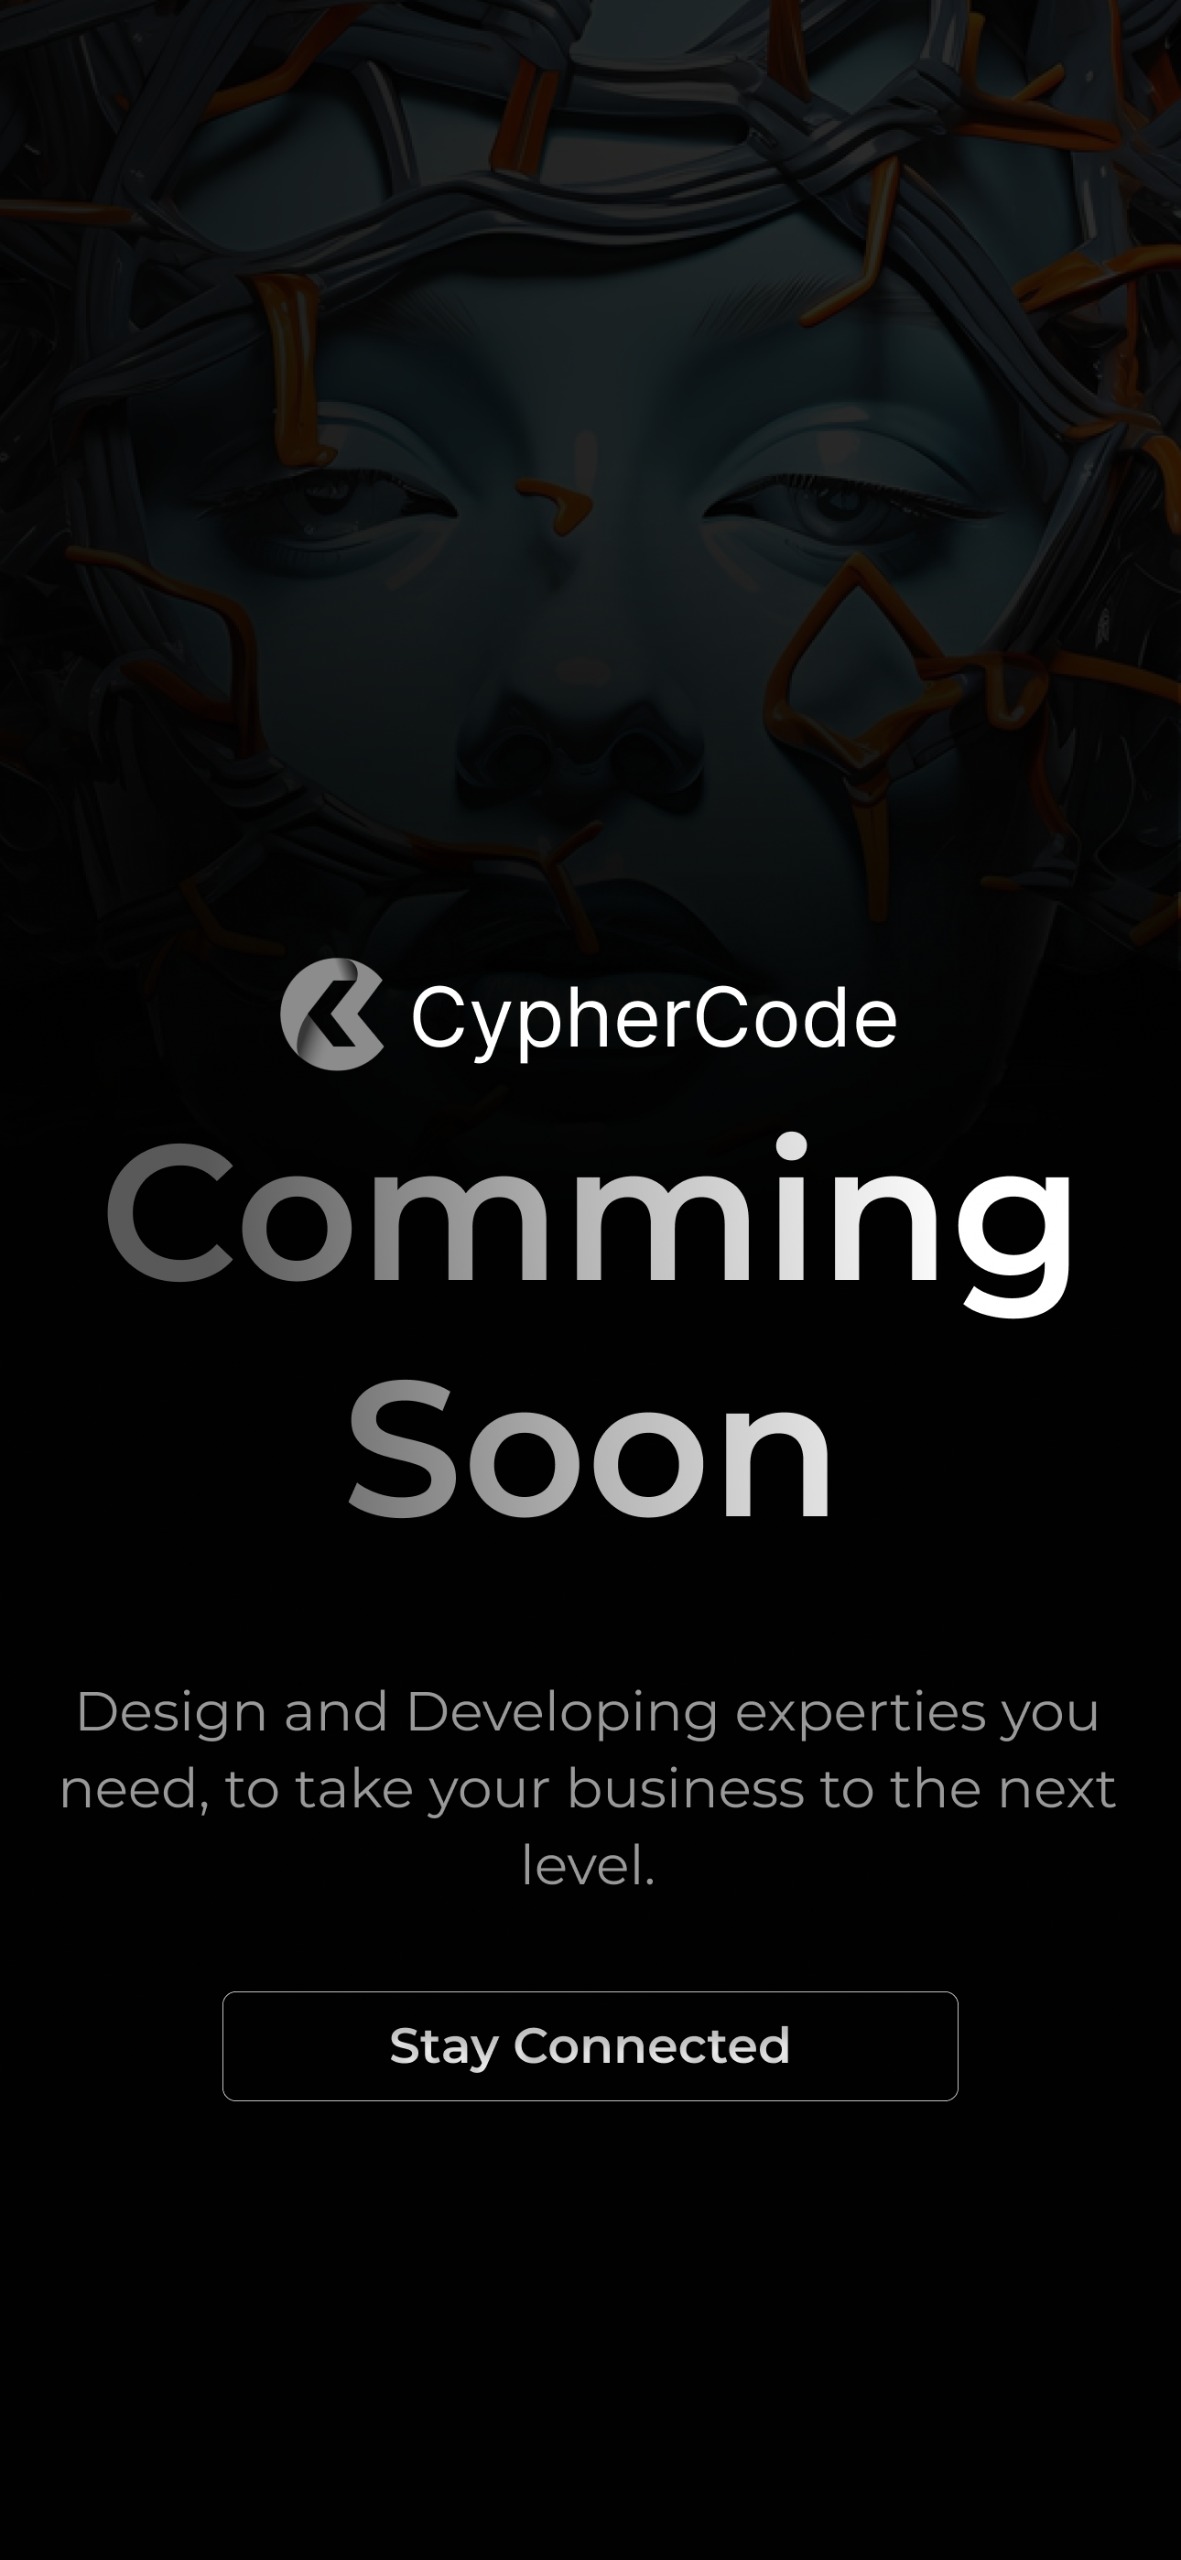 CypherCode
Comming
Soon
Design and Developing experties you
need, to take your business to the next
level.
Stay Connected